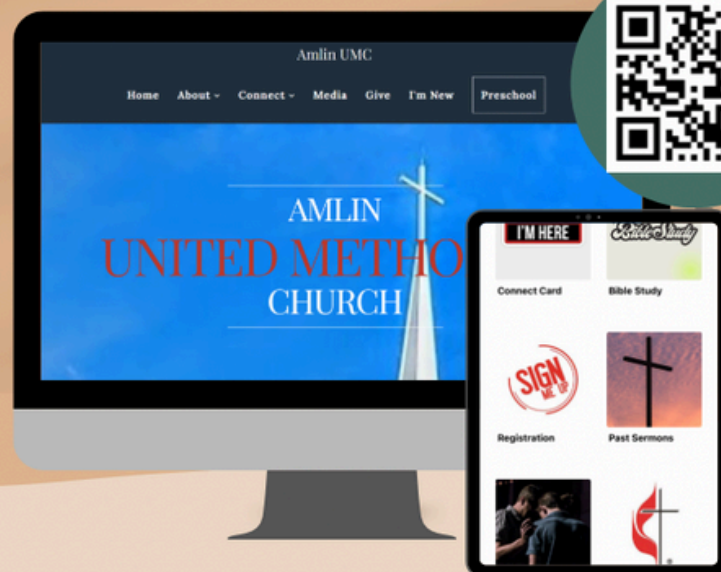 Amlin UMC
Home About Connect Media Give I'm New Preschool
AMLIN
UNITED METHO
CHURCH
I'M HERE
Bible Study
Connect Card
Bible Study
SIGN
ME UP
Registration
Past Sermons